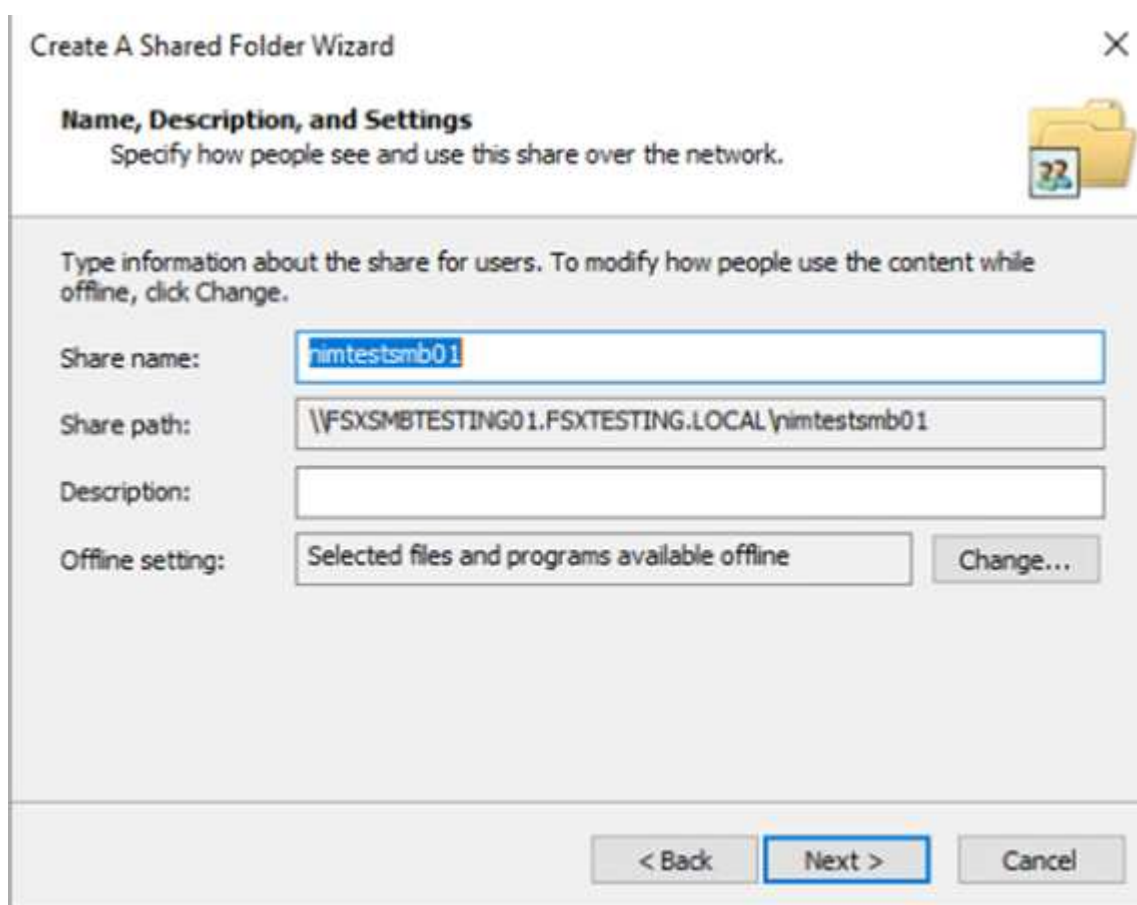 Create A Shared Folder Wizard
Name, Description, and Settings
Specify how people see and use this share over the network.
Type information about the share for users. To modify how people use the content while
offline, click Change.
Share name:
nimtestsmb01
Share path:
\\FSXSMBTESTING01.FSXTESTING.LOCAL\nimtestsmb01
Description:
Offline setting:
Selected files and programs available offline
Change...
< Back
Next >
Cancel